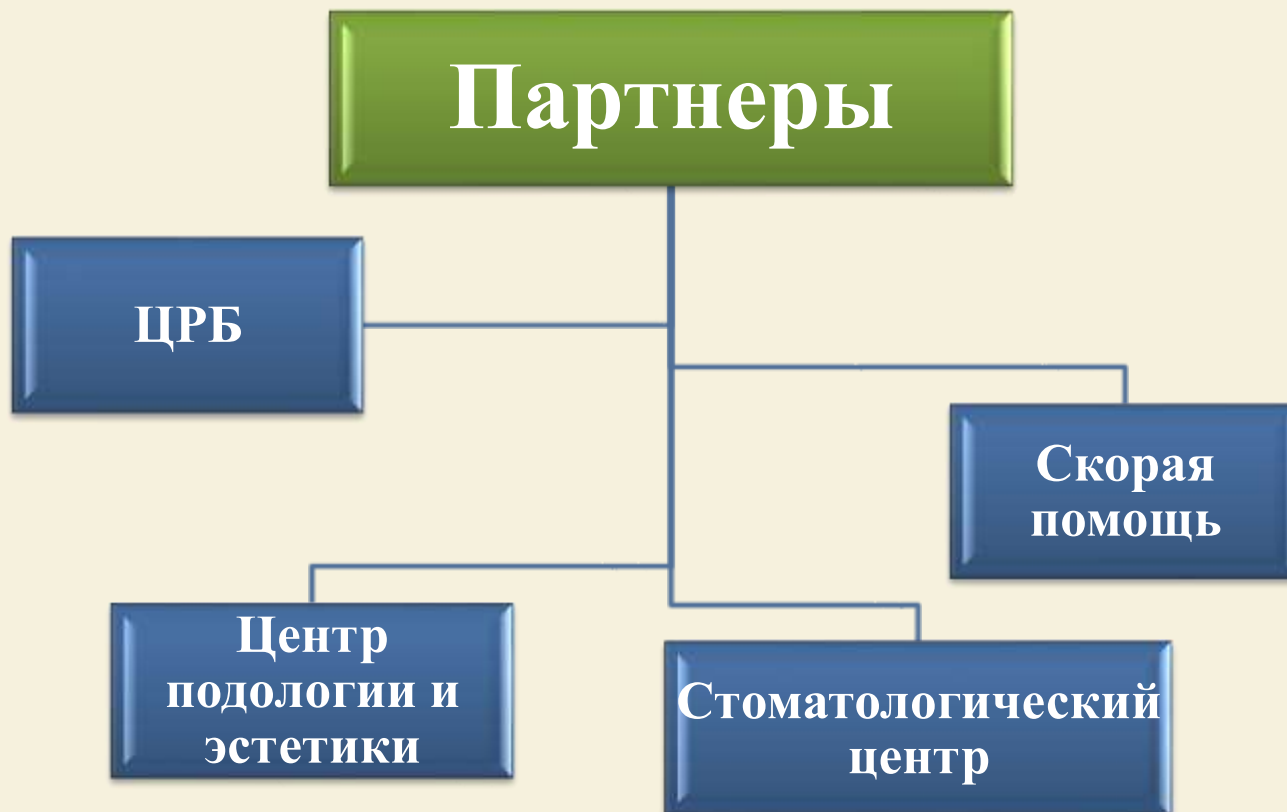 Партнеры
ЦРБ
Скорая
помощь
Центр
подологии и
эстетики
Стоматологический
центр